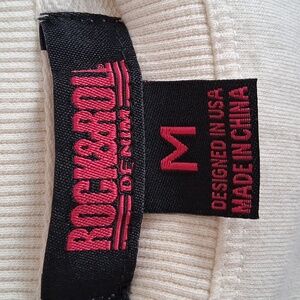 ROCK&ROLL
DENIM
M
DESIGNED IN USA
MADE IN CHINA